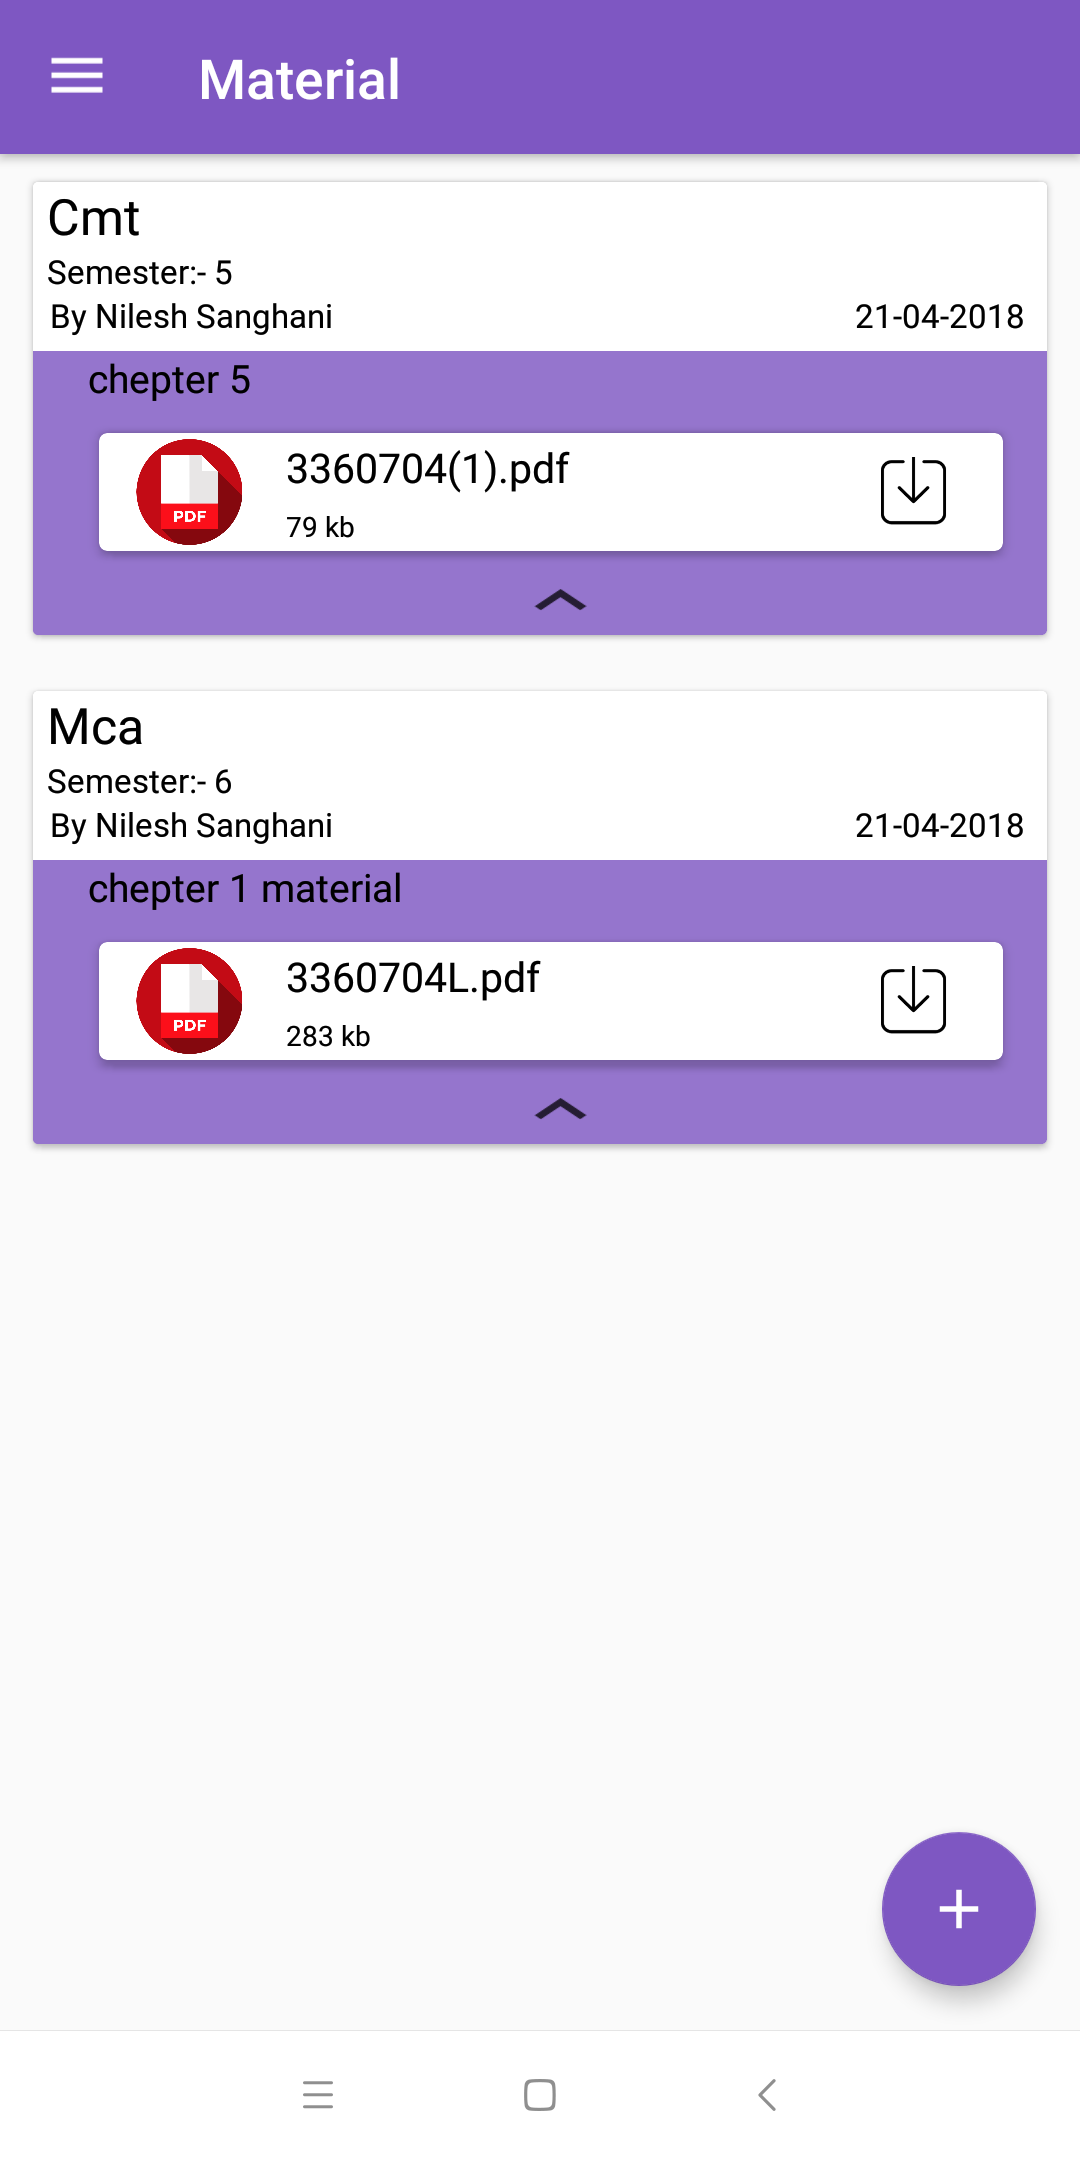 Material
Cmt
Semester:- 5
By Nilesh Sanghani 21-04-2018
chepter 5
3360704(1).pdf
PDF
79 kb
Mca
Semester:- 6
By Nilesh Sanghani 21-04-2018
chepter 1 material
3360704L.pdf
PDF
283 kb